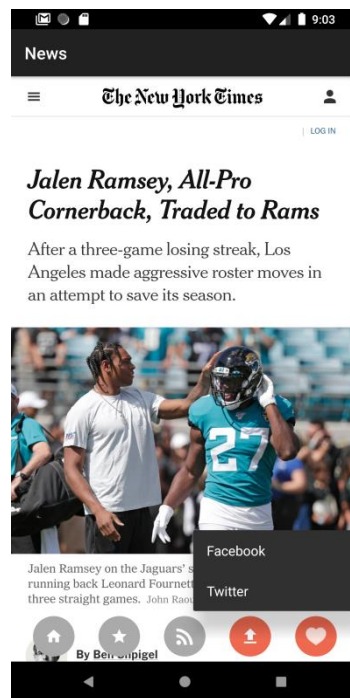 9:03
News
The New York Times
LOG IN
Jalen Ramsey, All-Pro
Cornerback, Traded to Rams
After a three-game losing streak, Los
Angeles made aggressive roster moves in
an attempt to save its season.
27
Jalen Ramsey on the Jaguars'
running back Leonard
three straight games. John
Facebook
Twitter
By Ben